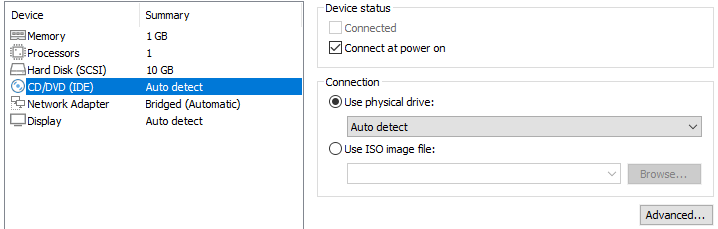 Device Summary
Memory 1 GB
Processors 1
Hard Disk (SCSI) 10 GB
CD/DVD (IDE) Auto detect
Network Adapter Bridged (Automatic)
Display Auto detect
Device status
Connected
Connect at power on
Connection
Use physical drive:
Auto detect
Use ISO image file:
Browse...
Advanced...